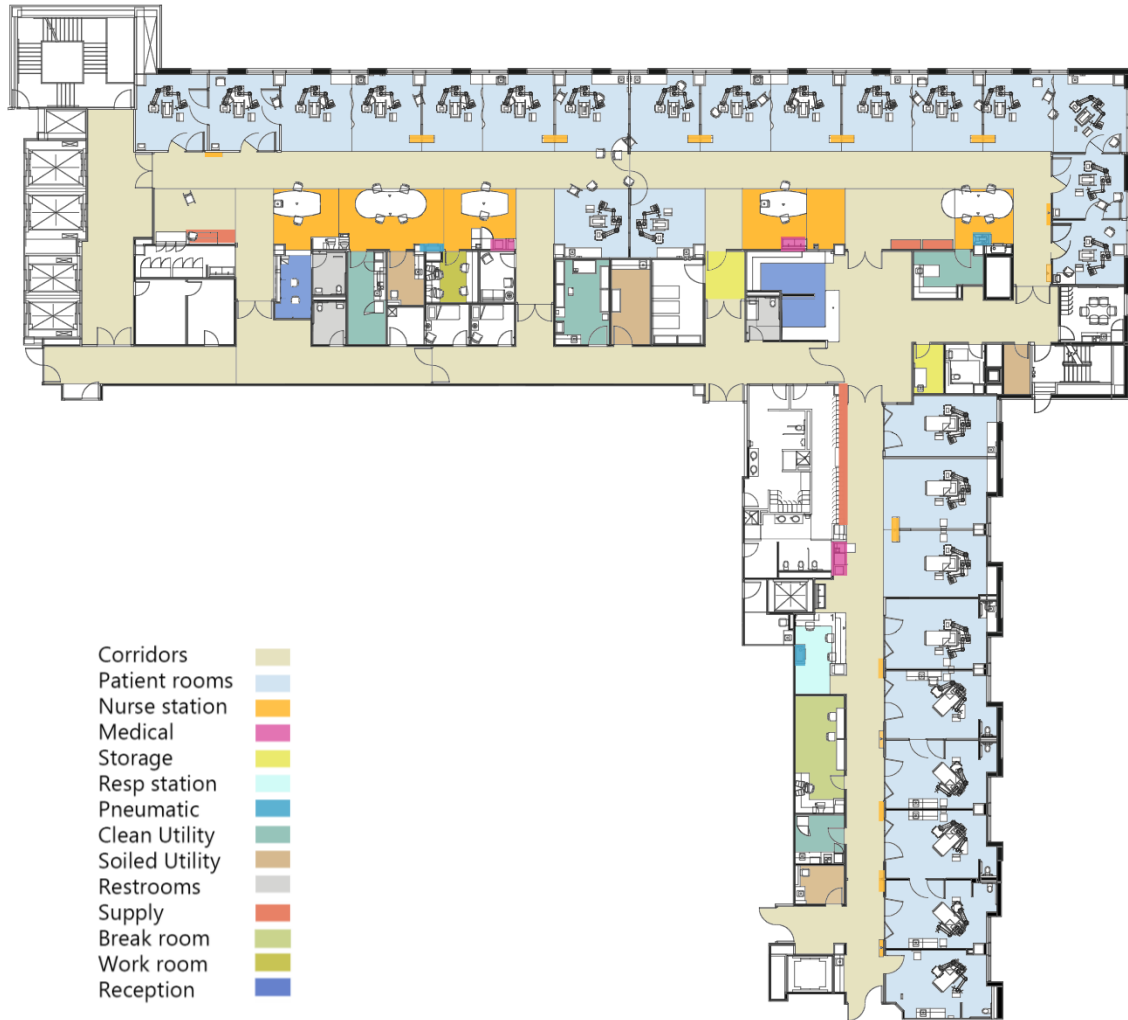 Corridors
Patient rooms
Nurse station
Medical
Storage
Resp station
Pneumatic
Clean Utility
Soiled Utility
Restrooms
Supply
Break room
Work room
Reception